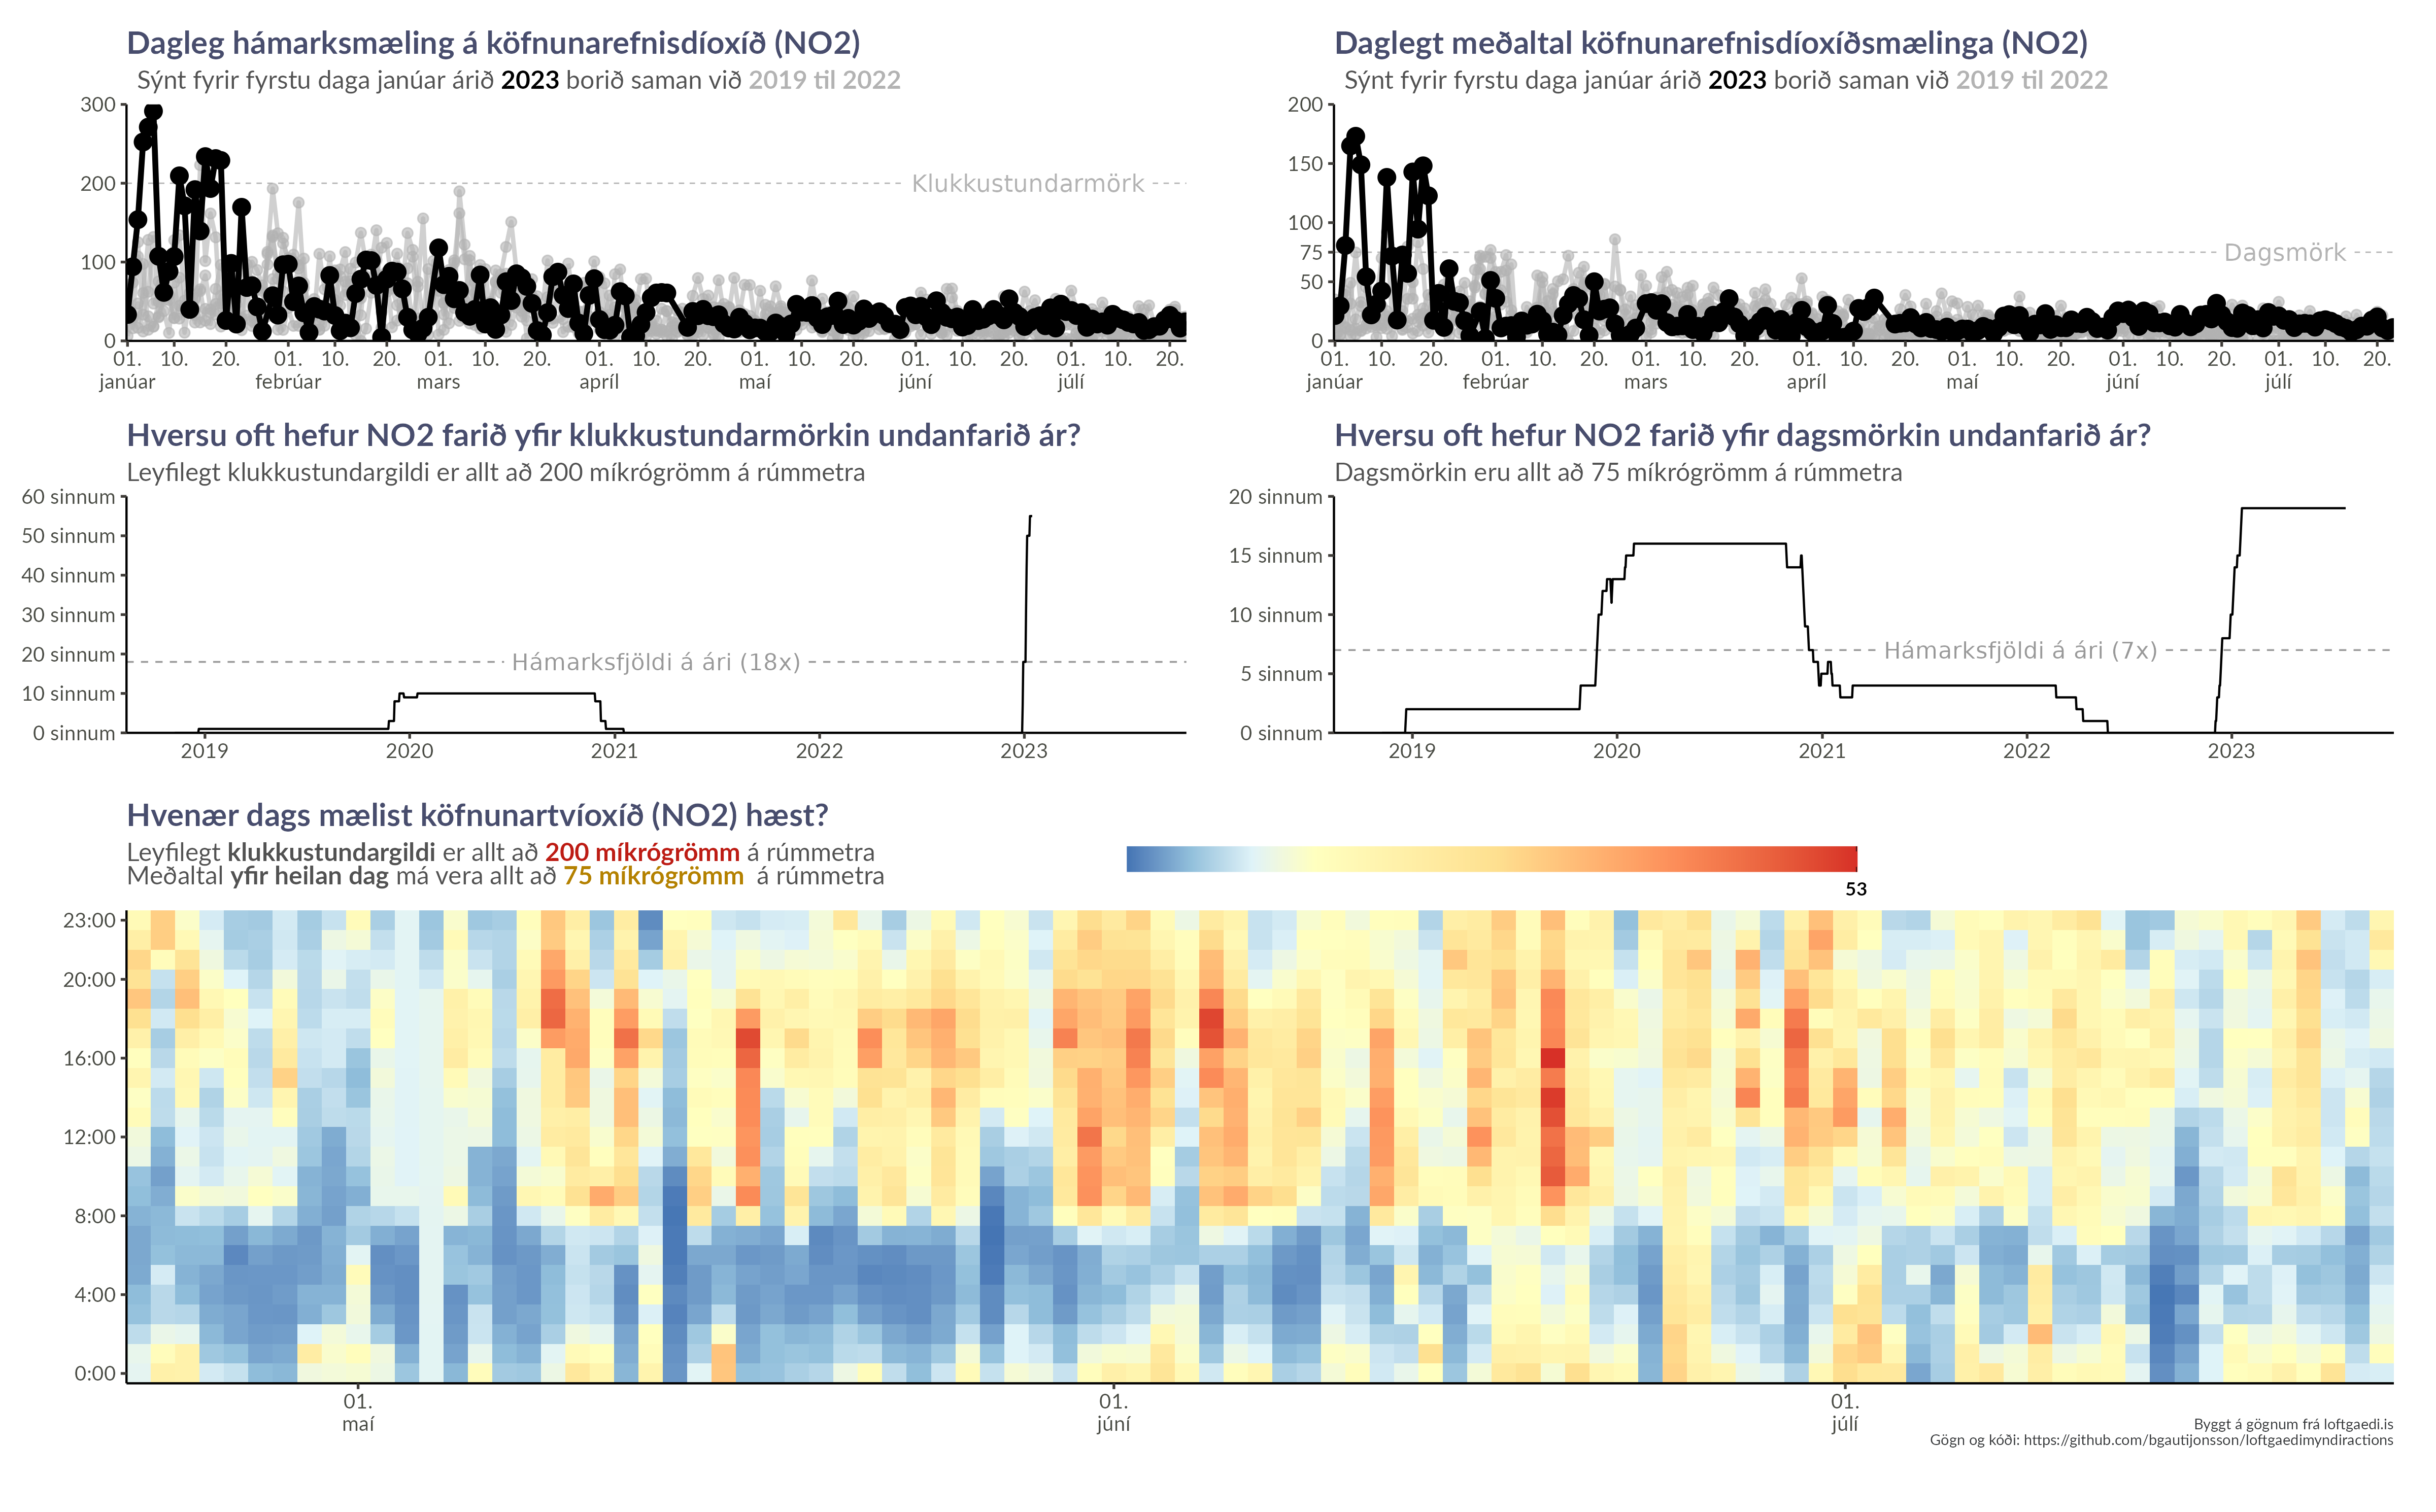 Dagleg hámarksmæling á köfnunarefnisdíoxíð (NO2)
Sýnt fyrir fyrstu daga janúar árið 2023 borið saman við 2019 til 2022
300
200
100
0
Klukkustundarmörk
01. 10. 20. 01. 10. 20. 01. 10. 20. 01. 10. 20. 01. 10. 20. 01. 10. 20. 01. 10. 20.
janúar febrúar mars apríl maí júní júlí
Daglegt meðaltal köfnunarefnisdíoxíðsmælinga (NO2)
Sýnt fyrir fyrstu daga janúar árið 2023 borið saman við 2019 til 2022
200
150
100
75
50
0
Dagsmörk
01. 10. 20. 01. 10. 20. 01. 10. 20. 01. 10. 20. 01. 10. 20. 01. 10. 20. 01. 10. 20.
janúar febrúar mars apríl maí júní júlí
Hversu oft hefur NO2 farið yfir klukkustundarmörkin undanfarið ár?
Leyfilegt klukkustundargildi er allt að 200 míkrógrömm á rúmmetra
60 sinnum
50 sinnum
40 sinnum
30 sinnum
20 sinnum
10 sinnum
0 sinnum
Hámarksfjöldi á ári (18x)
2019 2020 2021 2022 2023
Hversu oft hefur NO2 farið yfir dagsmörkin undanfarið ár?
Dagsmörkin eru allt að 75 míkrógrömm á rúmmetra
20 sinnum
15 sinnum
10 sinnum
5 sinnum
0 sinnum
Hámarksfjöldi á ári (7x)
2019 2020 2021 2022 2023
Hvenær dags mælist köfnunartvíoxíð (NO2) hæst?
Leyfilegt klukkustundargildi er allt að 200 míkrógrömm á rúmmetra
Meðaltal yfir heilan dag má vera allt að 75 míkrógrömm á rúmmetra
53
23:00
20:00
16:00
12:00
8:00
4:00
0:00
01. 01. 01.
maí júní júlí
Byggt á gögnum frá loftgaedi.is
Gögn og kóði: https://github.com/bgautijonsson/loftgaedimyndiractions